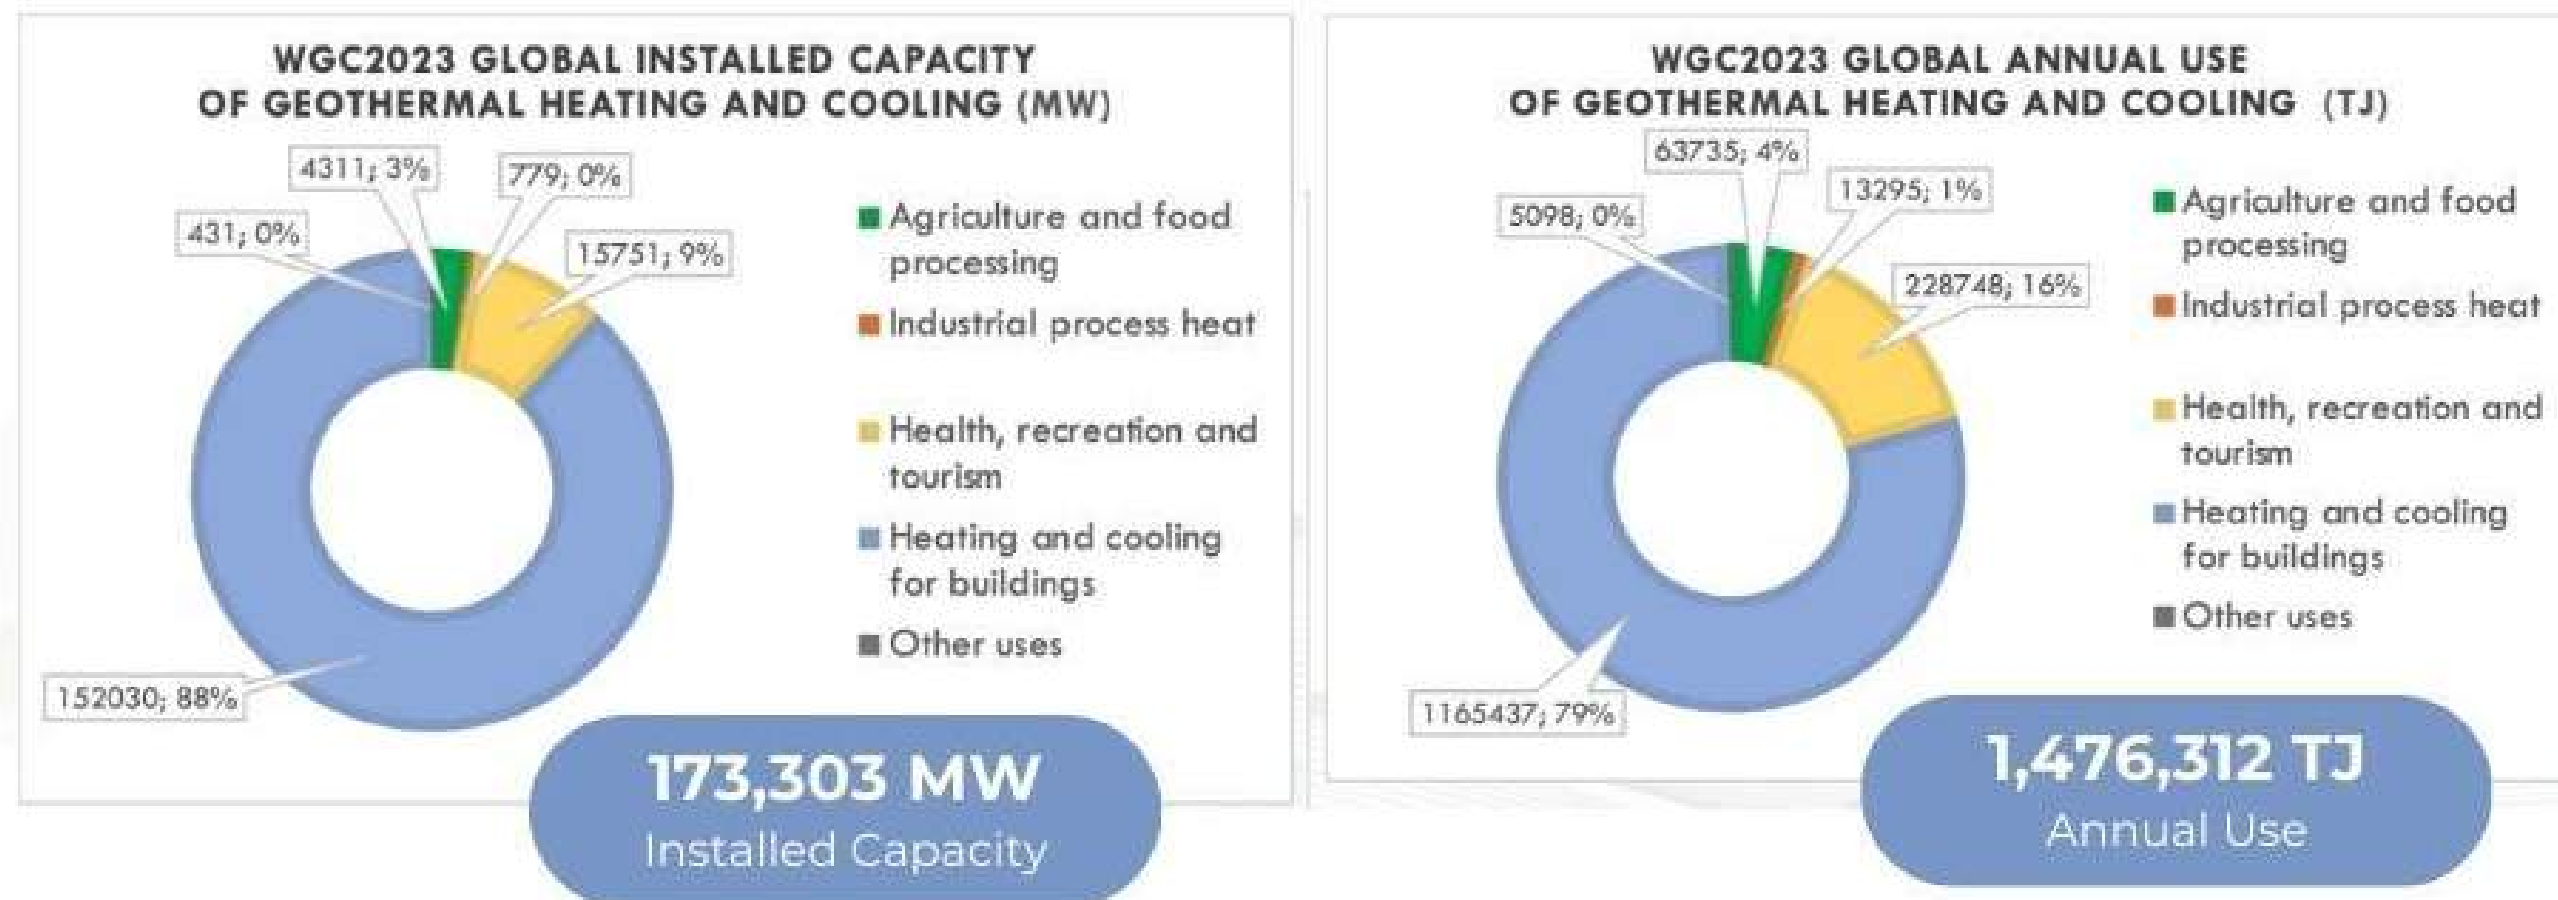 WGC2023 GLOBAL INSTALLED CAPACITY
OF GEOTHERMAL HEATING AND COOLING (MW)
4311; 3%
779; 0%
431; 0%
15751; 9%
152030; 88%
Agriculture and food
processing
Industrial process heat
Health, recreation and
tourism
Heating and cooling
for buildings
Other uses
173,303 MW
Installed Capacity
WGC2023 GLOBAL ANNUAL USE
OF GEOTHERMAL HEATING AND COOLING (TJ)
63735; 4%
13295; 1%
5098; 0%
228748; 16%
1165437; 79%
Agriculture and food
processing
Industrial process heat
Health, recreation and
tourism
Heating and cooling
for buildings
Other uses
1,476,312 TJ
Annual Use